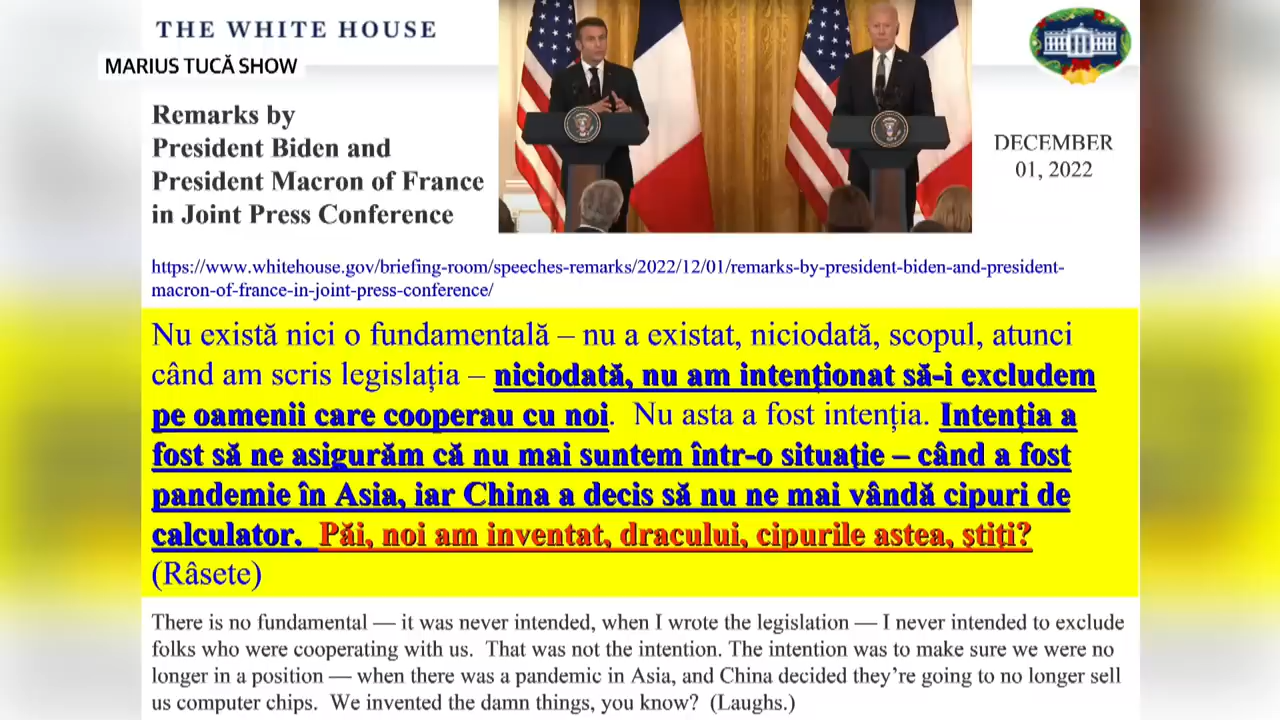 THE WHITE HOUSE
MARIUS TUCĂ SHOW
Remarks by
President Biden and
President Macron of France
in Joint Press Conference
DECEMBER
01, 2022
https://www.whitehouse.gov/briefing-room/speeches-remarks/2022/12/01/remarks-by-president-biden-and-president-
macron-of-france-in-joint-press-conference/
Nu există nici o fundamentală – nu a existat, niciodată, scopul, atunci
când am scris legislația – niciodată, nu am intenționat să-i excludem
pe oamenii care cooperau cu noi. Nu asta a fost intenția. Intenția a
fost să ne asigurăm că nu mai suntem într-o situație – când a fost
pandemie în Asia, iar China a decis să nu ne mai vândă cipuri de
calculator. Păi, noi am inventat, dracului, cipurile astea, știți?
(Râsete)
There is no fundamental — it was never intended, when I wrote the legislation — I never intended to exclude
folks who were cooperating with us. That was not the intention. The intention was to make sure we were no
longer in a position — when there was a pandemic in Asia, and China decided they're going to no longer sell
us computer chips. We invented the damn things, you know? (Laughs.)